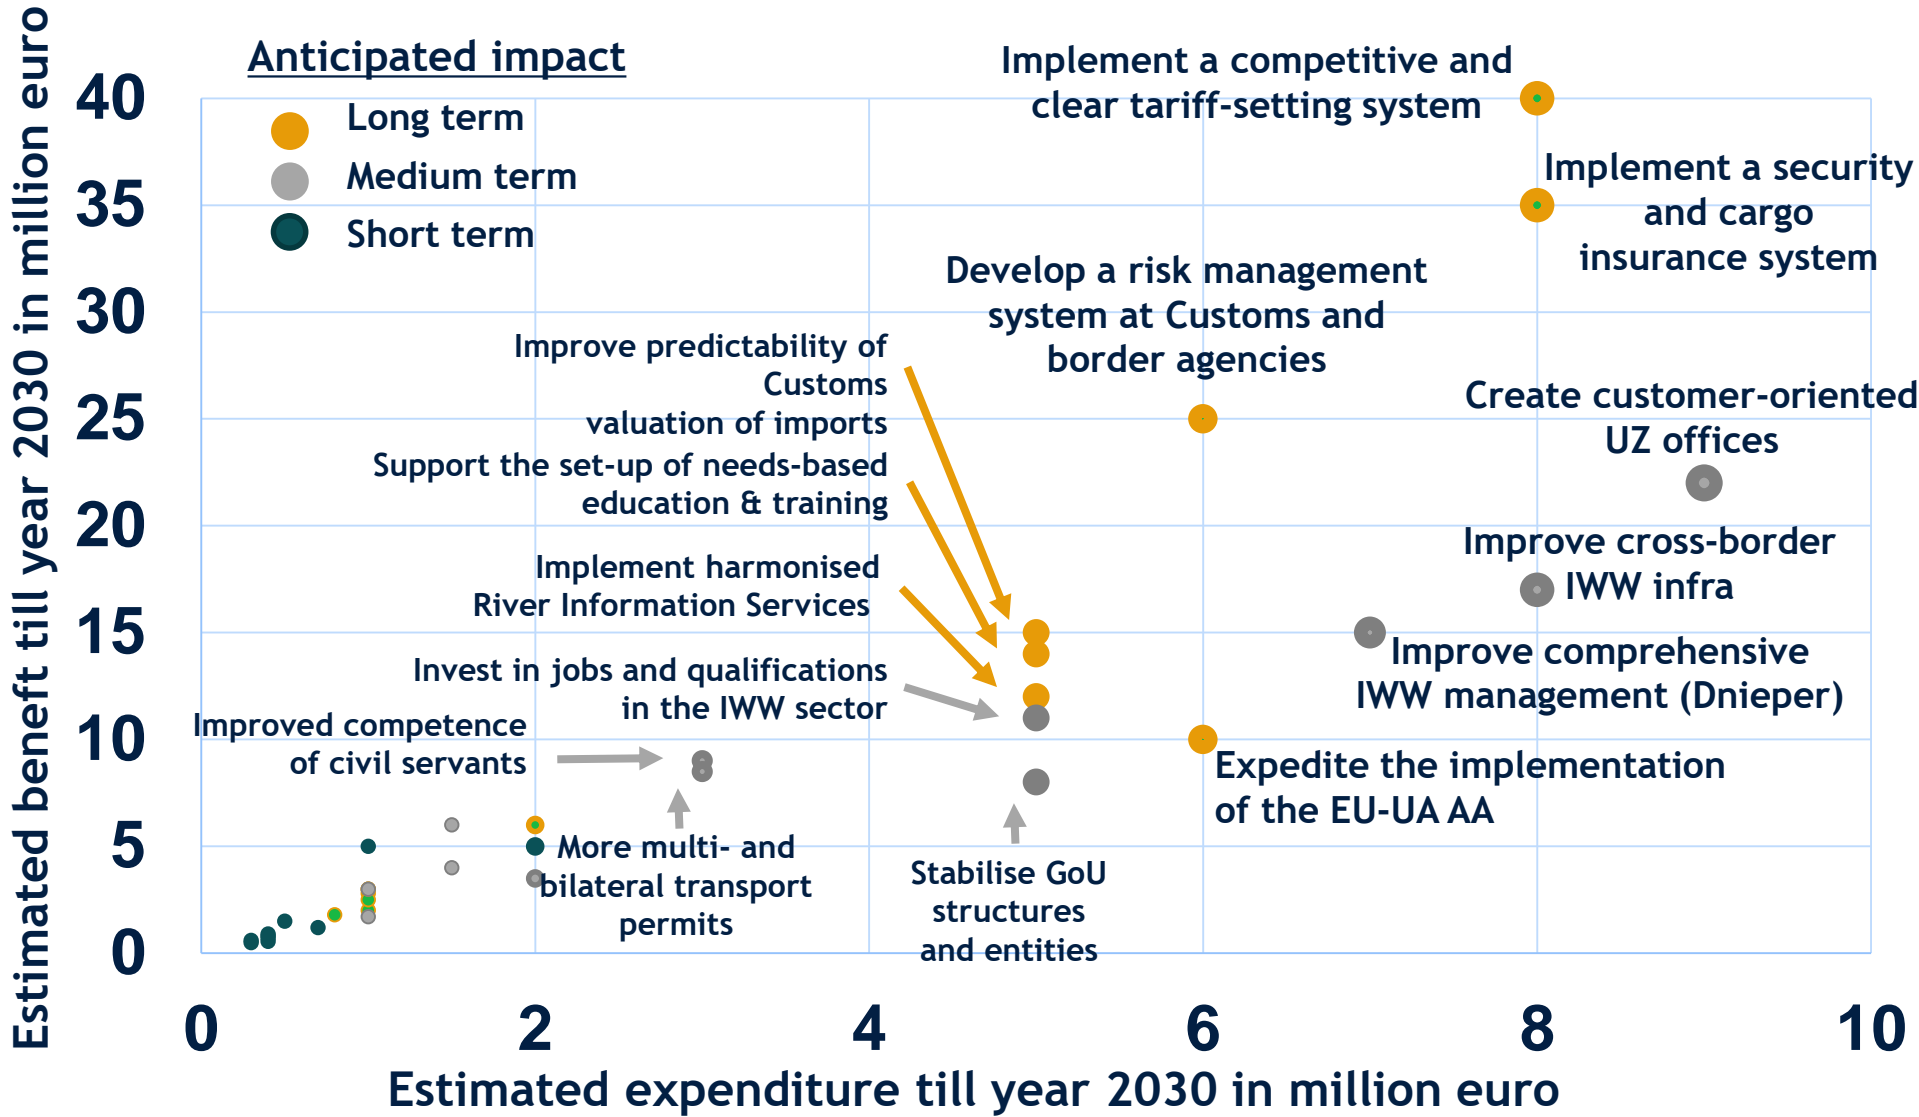 Estimated beneft till year 2030 in million euro
Anticipated impact
Long term
Medium term
Short term
40
35
30
25
20
15
10
5
0
Implement a competitive and
clear tariff-setting system
Implement a security
and cargo
insurance system
Develop a risk management
system at Customs and
border agencies
Improve predictability of
Customs
valuation of imports
Create customer-oriented
UZ offices
Support the set-up of needs-based
education & training
Improve cross-border
IWW infra
Implement harmonised
River Information Services
Improve comprehensive
IWW management (Dnieper)
Invest in jobs and qualifications
in the IWW sector
Improved competence
of civil servants
Expedite the implementation
of the EU-UA AA
More multi- and
bilateral transport
permits
Stabilise GoU
structures
and entities
0 2 4 6 8 10
Estimated expenditure till year 2030 in million euro